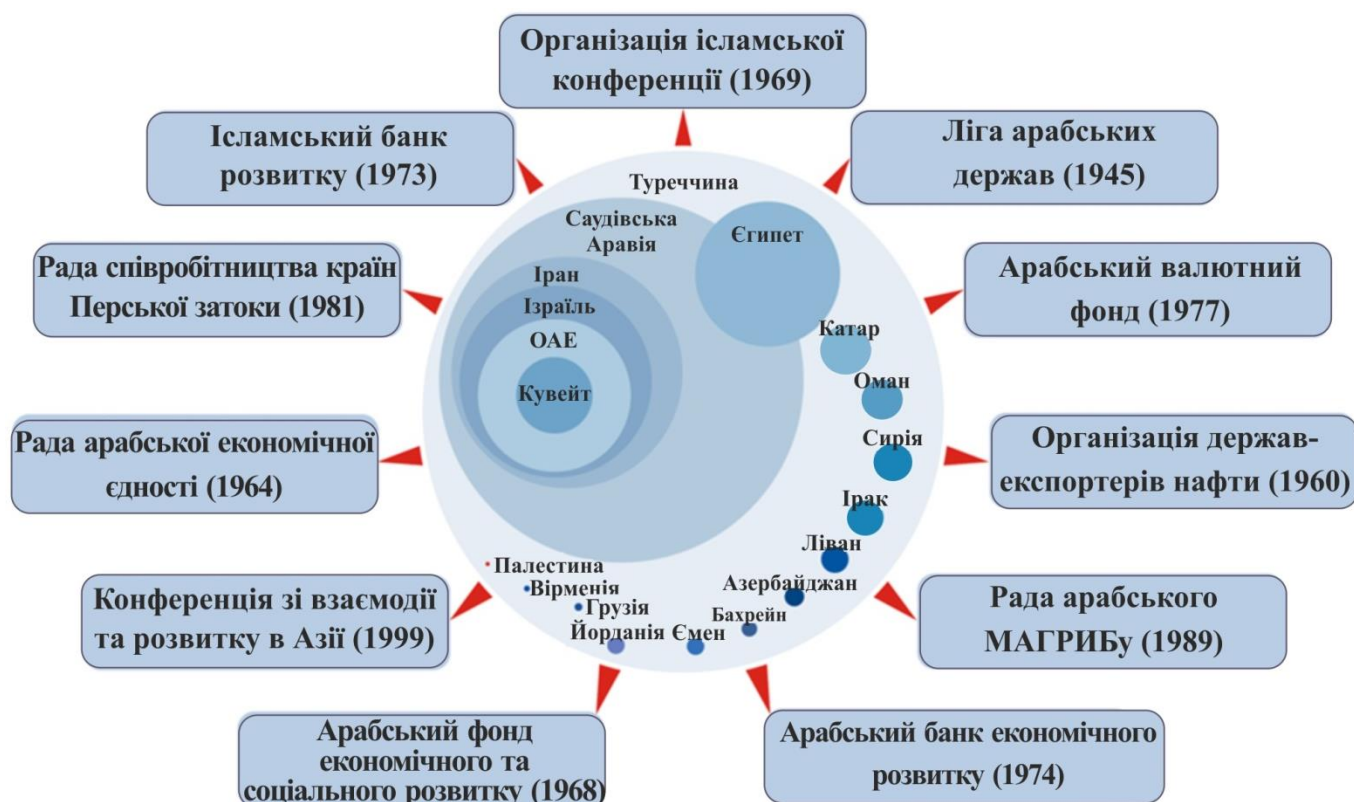 Організація ісламської
конференції (1969)
Ісламський банк
розвитку (1973)
Ліга арабських
держав (1945)
Рада співробітництва країн
Перської затоки (1981)
Арабський валютний
фонд (1977)
Рада арабської економічної
єдності (1964)
Організація держав-
експортерів нафти (1960)
Конференція зі взаємодії
та розвитку в Азії (1999)
Рада арабського
МАГРИБу (1989)
Арабський фонд
економічного та
соціального розвитку (1968)
Арабський банк економічного
розвитку (1974)
Туреччина
Саудівська
Аравія
Єгипет
Іран
Ізраїль
ОАЕ
Кувейт
Катар
Оман
Сирія
Ірак
Ліван
Азербайджан
Бахрейн
Ємен
Йорданія
Грузія
Вірменія
Палестина